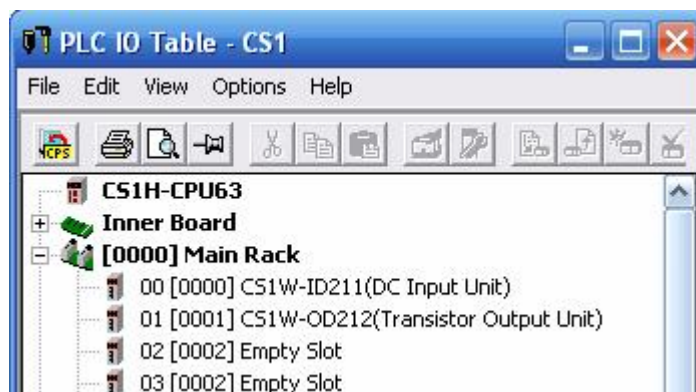 PLC IO Table - CS1
File Edit View Options Help
CPS
CS1H-CPU63
Inner Board
[0000] Main Rack
00 [0000] CS1W-ID211(DC Input Unit)
01 [0001] CS1W-OD212(Transistor Output Unit)
02 [0002] Empty Slot
03 [0002] Empty Slot